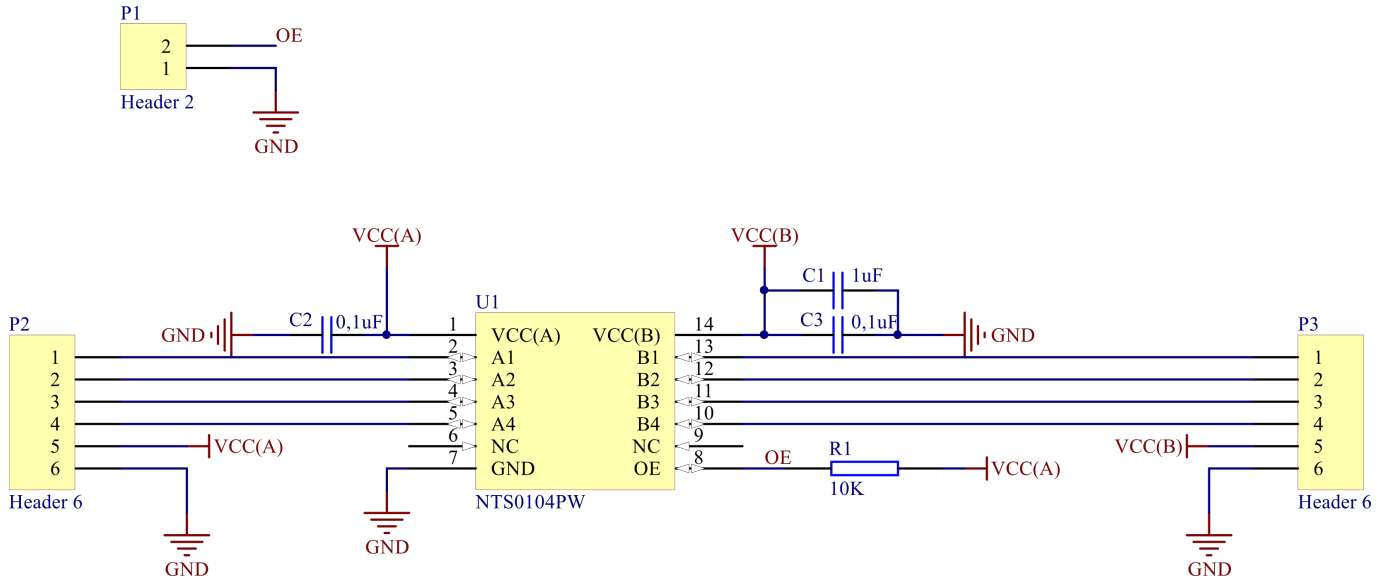 P1
OE
2
1
Header 2
GND
VCC(A)
VCC(B)
C1 1uF
U1
P2
GND
C2 0,1uF
1
VCC(A) VCC(B)
14
C3 0,1uF
GND
P3
1 2 A1 B1 13 1
2 3 A2 B2 12 2
3 4 A3 B3 11 3
4 5 A4 B4 10 4
5 VCC(A) 6 NC NC 9 VCC(B) 5
6 7 GND OE 8 OE R1 VCC(A) 6
10K
Header 6
NTS0104PW
Header 6
GND
GND
GND